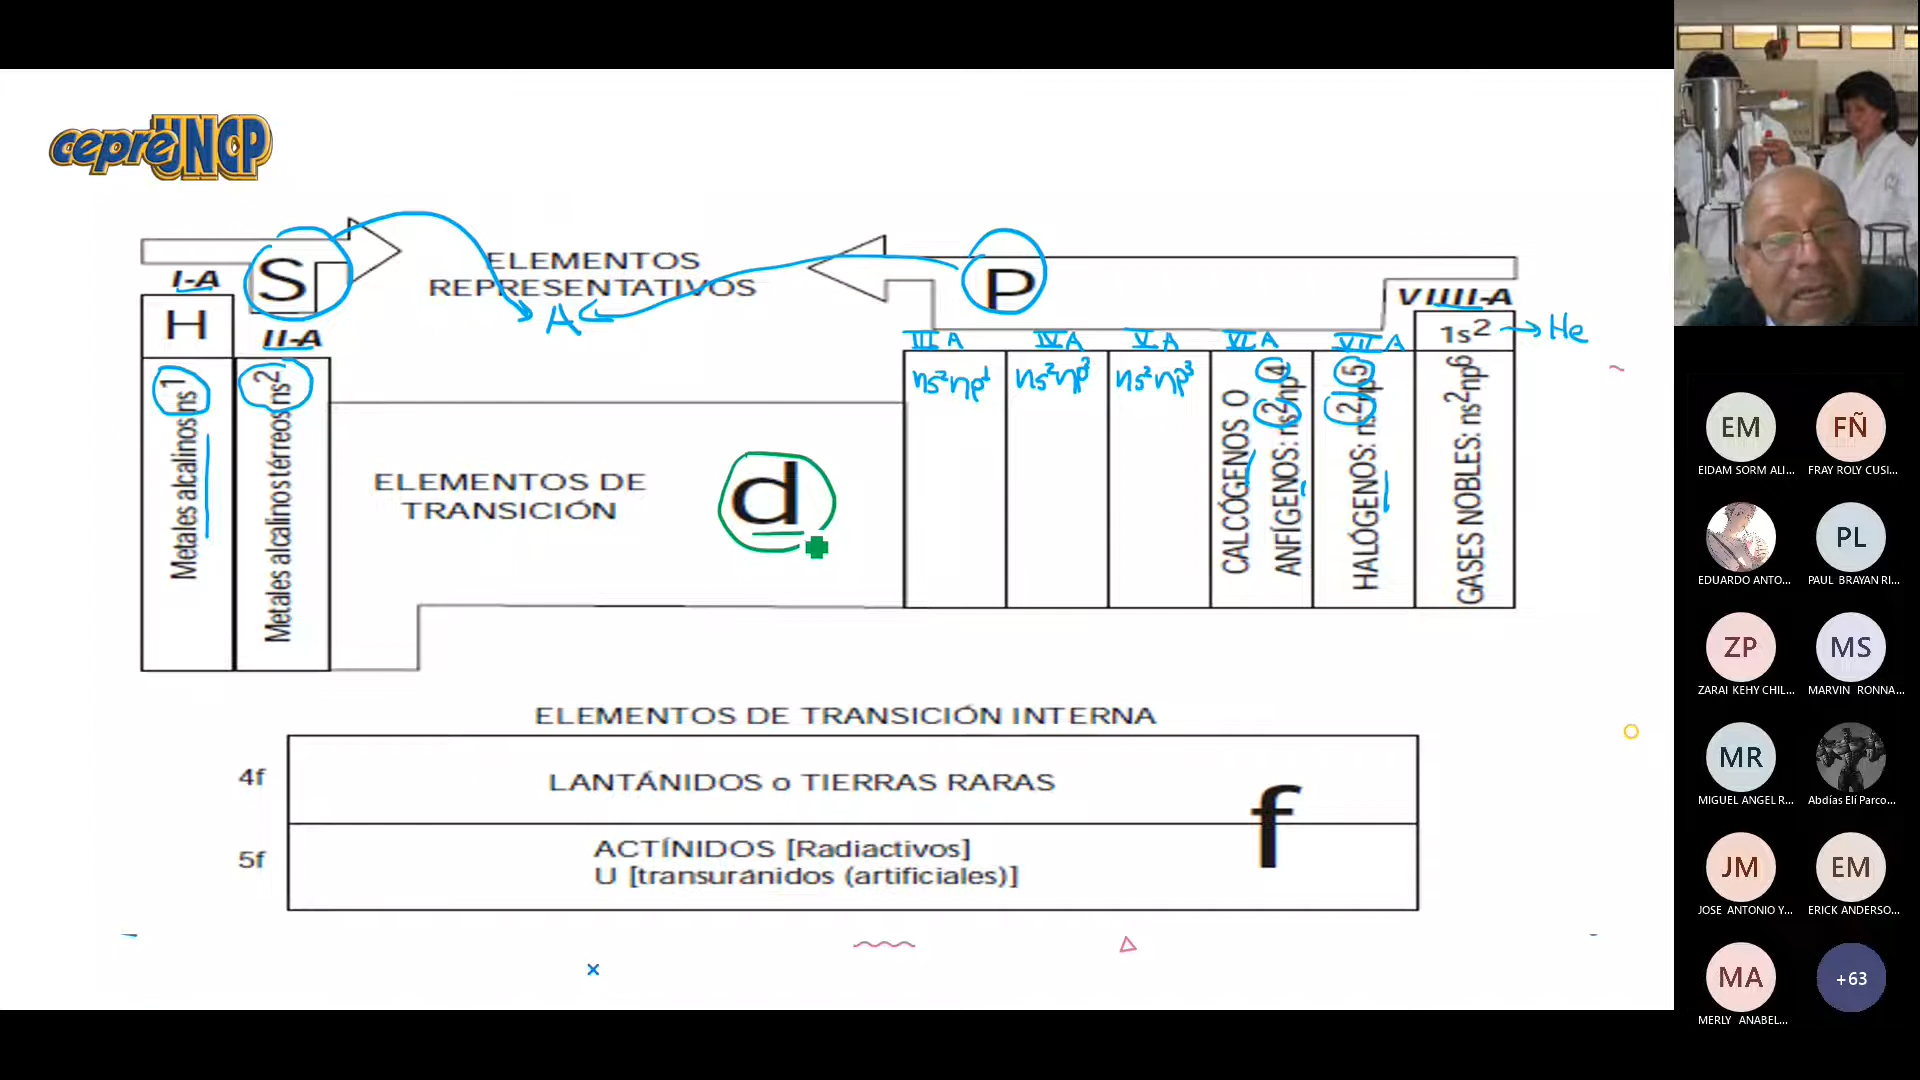 cepreUNCP
ELEMENTOS
REPRESENTATIVOS
I-A
S
p
VIIII-A
H
II-A
A
III A
IV A
V A
VI A
VII A
1s2
He
Metales alcalinos ns1
Metales alcalinos térreos ns2
ns2np1
ns2np3
CALCÓGENOS O
ANFÍGENOS: ns2np4
HALÓGENOS: ns2np5
GASES NOBLES: ns2np6
ELEMENTOS DE
TRANSICIÓN
d
ELEMENTOS DE TRANSICIÓN INTERNA
4f
LANTÁNIDOS o TIERRAS RARAS
f
5f
ACTÍNIDOS [Radiactivos]
U [transuránidos (artificiales)]
EM
EIDAM SORM ALI...
FÑ
FRAY ROLY CUSI...
EDUARDO ANTO...
PL
PAUL BRAYAN RI...
ZP
ZARAI KEHY CHIL...
MS
MARVIN RONNA...
MR
MIGUEL ANGEL R...
Abdías Elí Parco...
JM
JOSE ANTONIO Y...
EM
ERICK ANDERSO...
MA
MERLY ANABEL...
+63